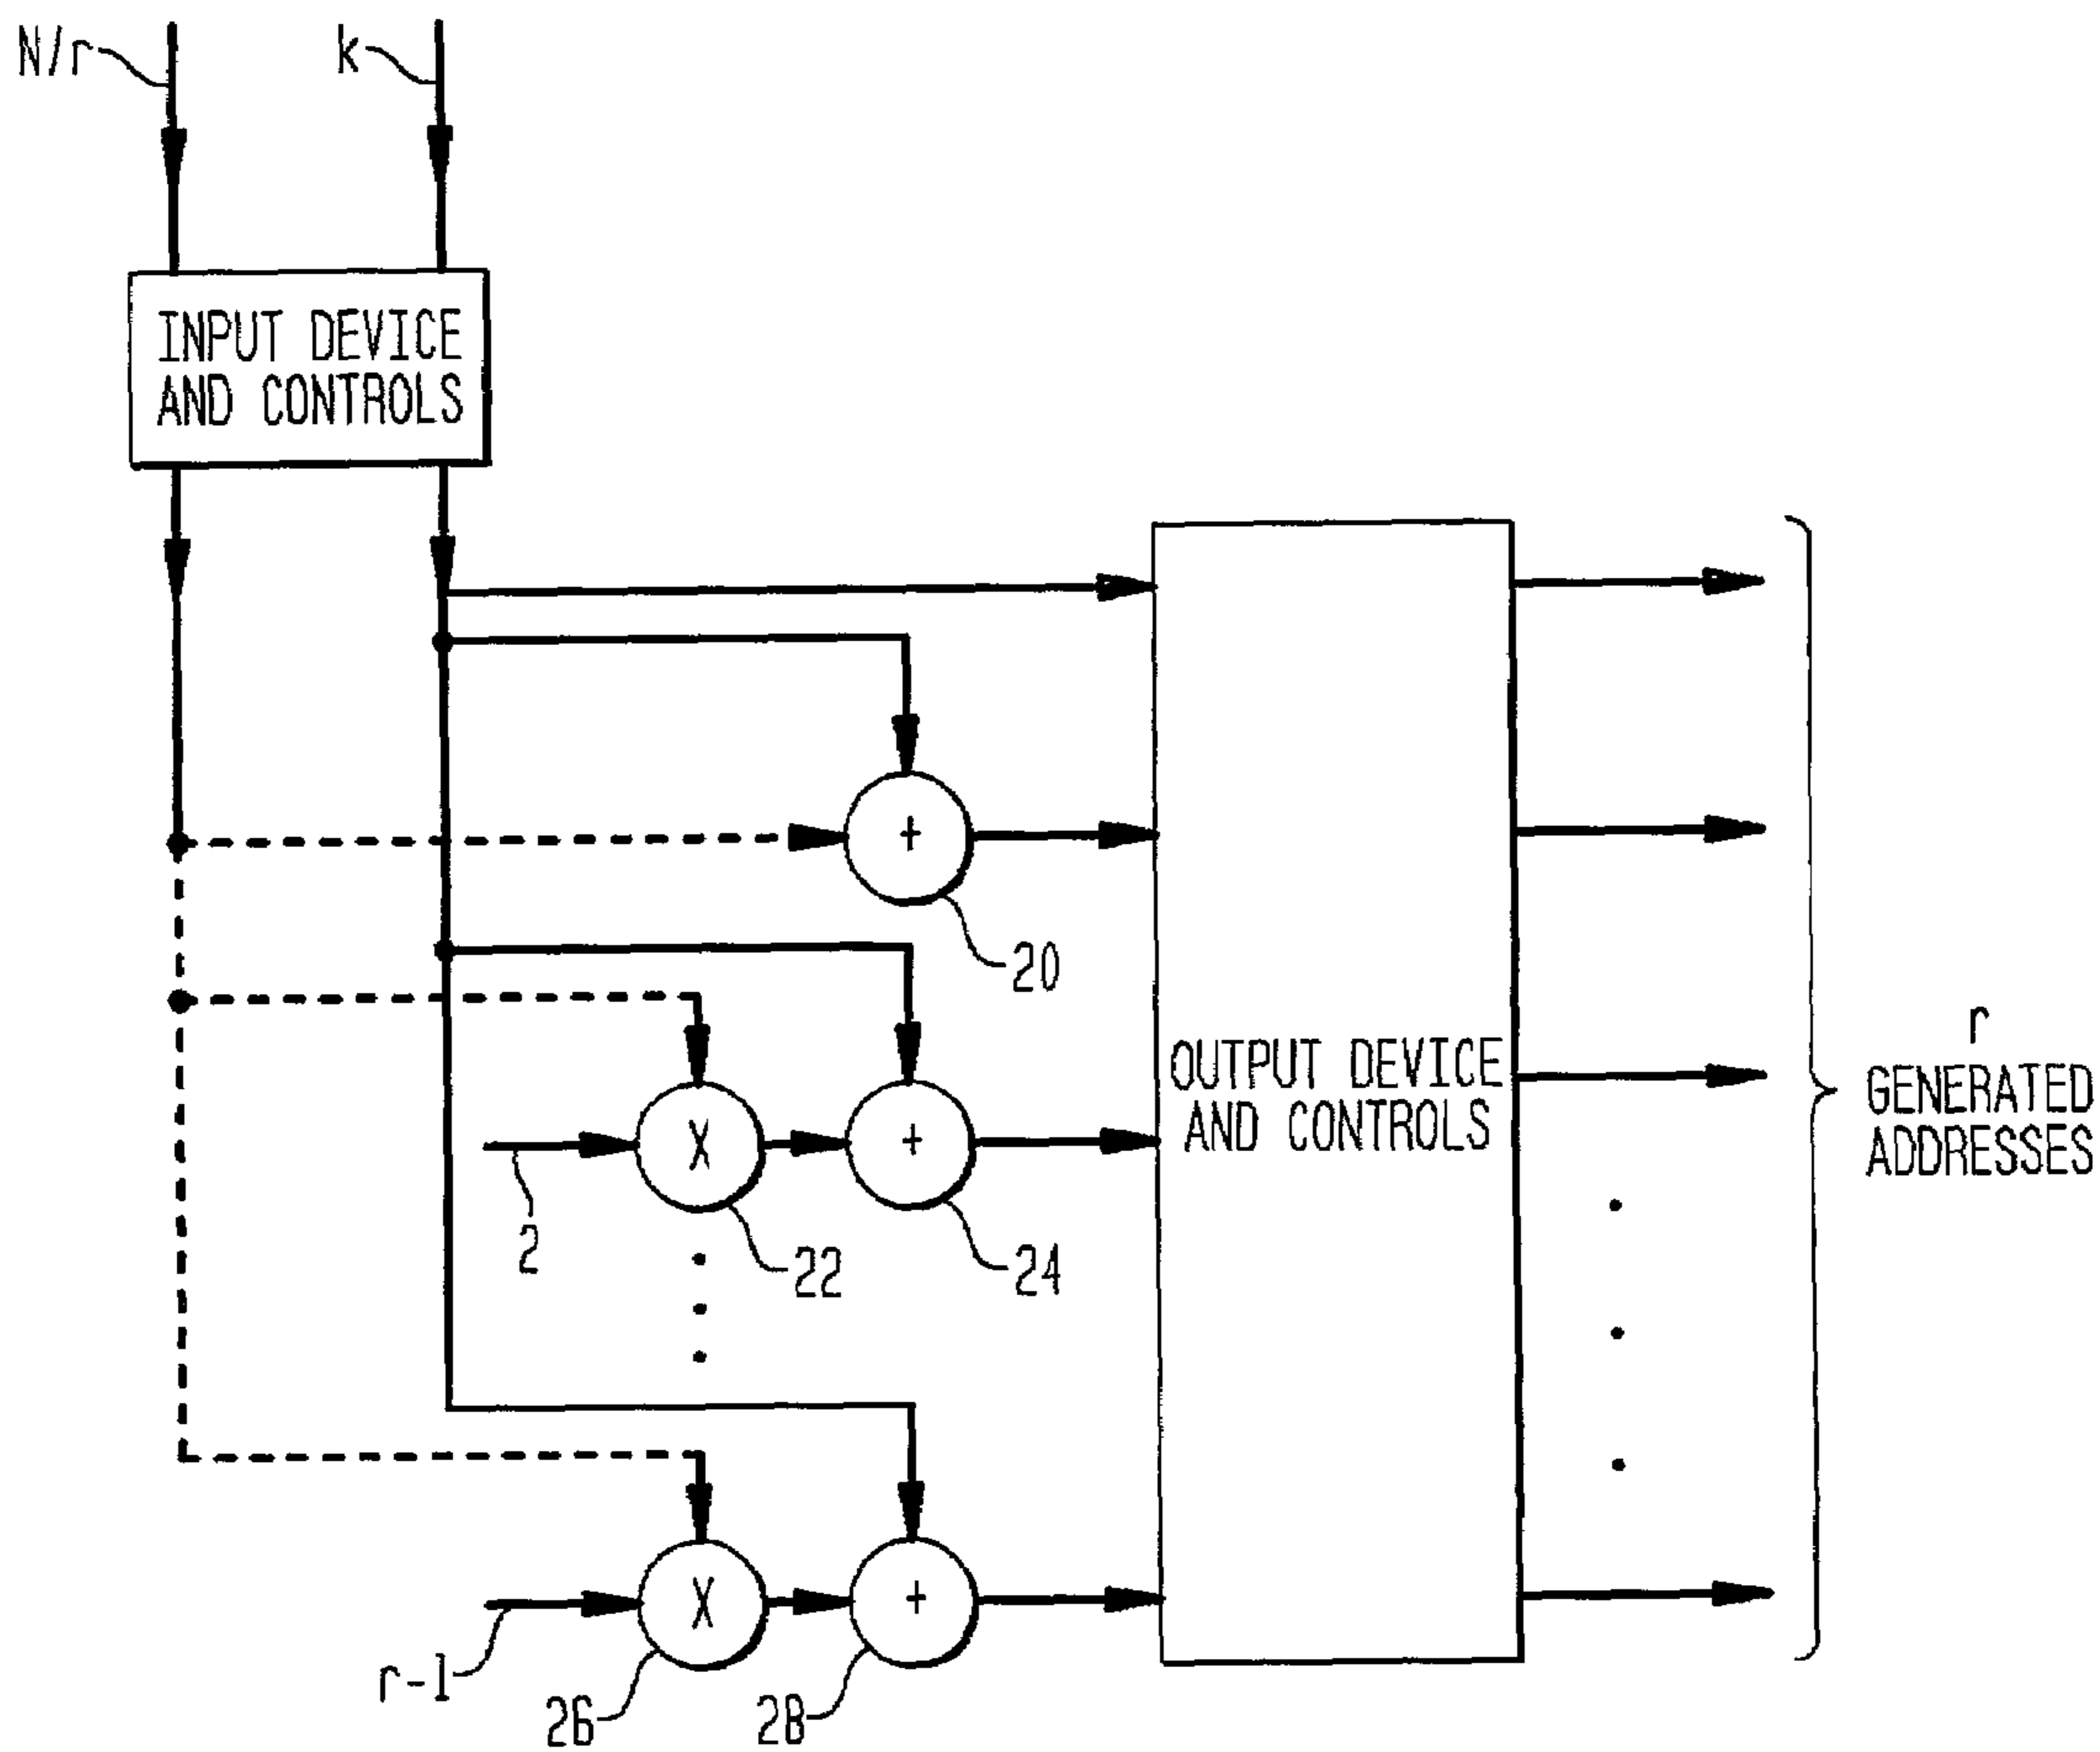 N/r
k
INPUT DEVICE
AND CONTROLS
+
20
OUTPUT DEVICE
AND CONTROLS
r
GENERATED
ADDRESSES
X
+
2
22
24
X
+
r-1
26
28